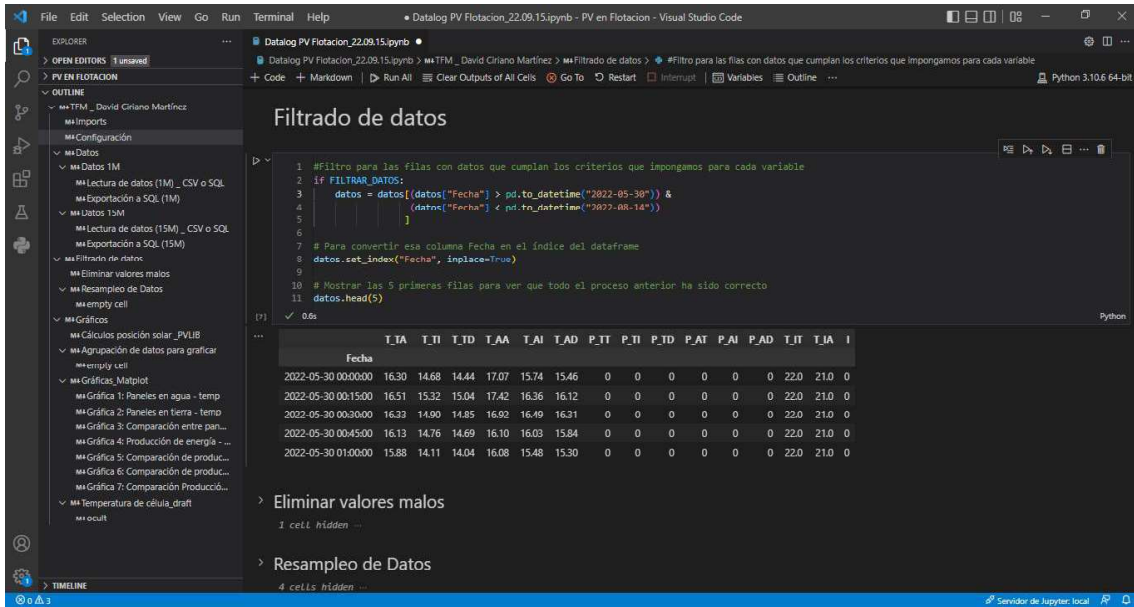 File Edit Selection View Go Run Terminal Help
● Datalog PV Flotacion_22.09.15.ipynb - PV en Flotacion - Visual Studio Code
EXPLORER ...
> OPEN EDITORS 1 unsaved
> PV EN FLOTACION
OUTLINE
TFM _ David Ciriano Martínez
Imports
Configuración
Datos
Datos 1M
Lectura de datos (1M) _ CSV o SQL
Exportación a SQL (1M)
Datos 15M
Lectura de datos (15M) _ CSV o SQL
Exportación a SQL (15M)
Filtrado de datos
Eliminar valores malos
Resampleo de Datos
empty cell
Gráficos
Cálculos posición solar _PVLIB
Agrupación de datos para graficar
empty cell
Gráficas_Matplot
Gráfica 1: Paneles en agua - temp
Gráfica 2: Paneles en tierra - temp
Gráfica 3: Comparación entre pan...
Gráfica 4: Producción de energía - ...
Gráfica 5: Comparación de produc...
Gráfica 6: Comparación de produc...
Gráfica 7: Comparación Producció...
Temperatura de célula_draft
ocult
> TIMELINE
Datalog PV Flotacion_22.09.15.ipynb ●
Datalog PV Flotacion_22.09.15.ipynb > M↓TFM _ David Ciriano Martínez > M↓Filtrado de datos > #Filtro para las filas con datos que cumplan los criterios que impongamos para cada variable
+ Code + Markdown | Run All Clear Outputs of All Cells Go To Restart Interrupt | Variables Outline ...
Python 3.10.6 64-bit
Filtrado de datos
1 #Filtro para las filas con datos que cumplan los criterios que impongamos para cada variable
2 if FILTRAR_DATOS:
3 datos = datos[(datos["Fecha"] > pd.to_datetime("2022-05-30")) &
4 (datos["Fecha"] < pd.to_datetime("2022-08-14"))
5 ]
6
7 # Para convertir esa columna Fecha en el índice del dataframe
8 datos.set_index("Fecha", inplace=True)
9
10 # Mostrar las 5 primeras filas para ver que todo el proceso anterior ha sido correcto
11 datos.head(5)
[7] ✓ 0.6s Python
...
T_TA T_TI T_TD T_AA T_AI T_AD P_TT P_TI P_TD P_AT P_AI P_AD T_IT T_IA I
Fecha
2022-05-30 00:00:00 16.30 14.68 14.44 17.07 15.74 15.46 0 0 0 0 0 0 22.0 21.0 0
2022-05-30 00:15:00 16.51 15.32 15.04 17.42 16.36 16.12 0 0 0 0 0 0 22.0 21.0 0
2022-05-30 00:30:00 16.33 14.90 14.85 16.92 16.49 16.31 0 0 0 0 0 0 22.0 21.0 0
2022-05-30 00:45:00 16.13 14.76 14.69 16.10 16.03 15.84 0 0 0 0 0 0 22.0 21.0 0
2022-05-30 01:00:00 15.88 14.11 14.04 16.08 15.48 15.30 0 0 0 0 0 0 22.0 21.0 0
> Eliminar valores malos
1 cell hidden ...
> Resampleo de Datos
4 cells hidden ...
0 3
Servidor de Jupyter: local